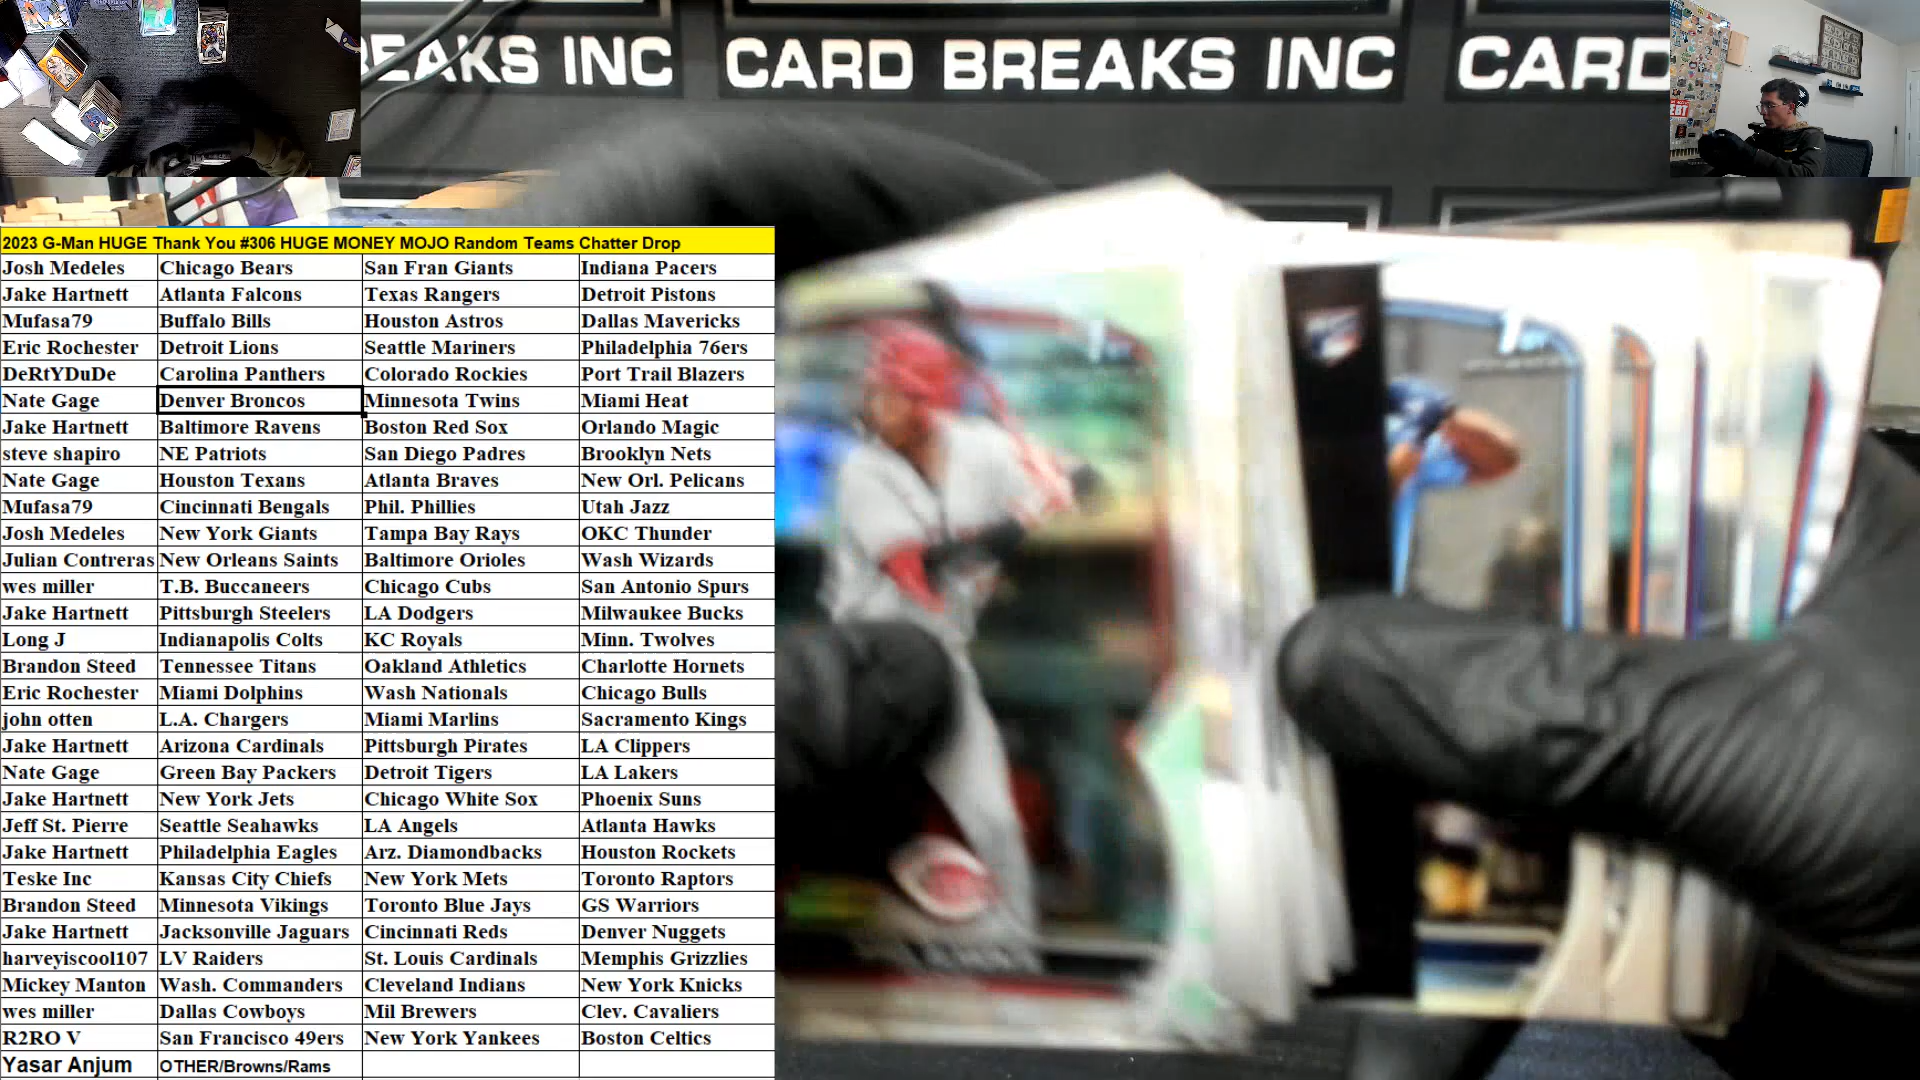 EAKS INC CARD BREAKS INC CARD
2023 G-Man HUGE Thank You #306 HUGE MONEY MOJO Random Teams Chatter Drop
Josh Medeles Chicago Bears San Fran Giants Indiana Pacers
Jake Hartnett Atlanta Falcons Texas Rangers Detroit Pistons
Mufasa79 Buffalo Bills Houston Astros Dallas Mavericks
Eric Rochester Detroit Lions Seattle Mariners Philadelphia 76ers
DeRtYDuDe Carolina Panthers Colorado Rockies Port Trail Blazers
Nate Gage Denver Broncos Minnesota Twins Miami Heat
Jake Hartnett Baltimore Ravens Boston Red Sox Orlando Magic
steve shapiro NE Patriots San Diego Padres Brooklyn Nets
Nate Gage Houston Texans Atlanta Braves New Orl. Pelicans
Mufasa79 Cincinnati Bengals Phil. Phillies Utah Jazz
Josh Medeles New York Giants Tampa Bay Rays OKC Thunder
Julian Contreras New Orleans Saints Baltimore Orioles Wash Wizards
wes miller T.B. Buccaneers Chicago Cubs San Antonio Spurs
Jake Hartnett Pittsburgh Steelers LA Dodgers Milwaukee Bucks
Long J Indianapolis Colts KC Royals Minn. Twolves
Brandon Steed Tennessee Titans Oakland Athletics Charlotte Hornets
Eric Rochester Miami Dolphins Wash Nationals Chicago Bulls
john otten L.A. Chargers Miami Marlins Sacramento Kings
Jake Hartnett Arizona Cardinals Pittsburgh Pirates LA Clippers
Nate Gage Green Bay Packers Detroit Tigers LA Lakers
Jake Hartnett New York Jets Chicago White Sox Phoenix Suns
Jeff St. Pierre Seattle Seahawks LA Angels Atlanta Hawks
Jake Hartnett Philadelphia Eagles Arz. Diamondbacks Houston Rockets
Teske Inc Kansas City Chiefs New York Mets Toronto Raptors
Brandon Steed Minnesota Vikings Toronto Blue Jays GS Warriors
Jake Hartnett Jacksonville Jaguars Cincinnati Reds Denver Nuggets
harveyiscool107 LV Raiders St. Louis Cardinals Memphis Grizzlies
Mickey Manton Wash. Commanders Cleveland Indians New York Knicks
wes miller Dallas Cowboys Mil Brewers Clev. Cavaliers
R2RO V San Francisco 49ers New York Yankees Boston Celtics
Yasar Anjum OTHER/Browns/Rams